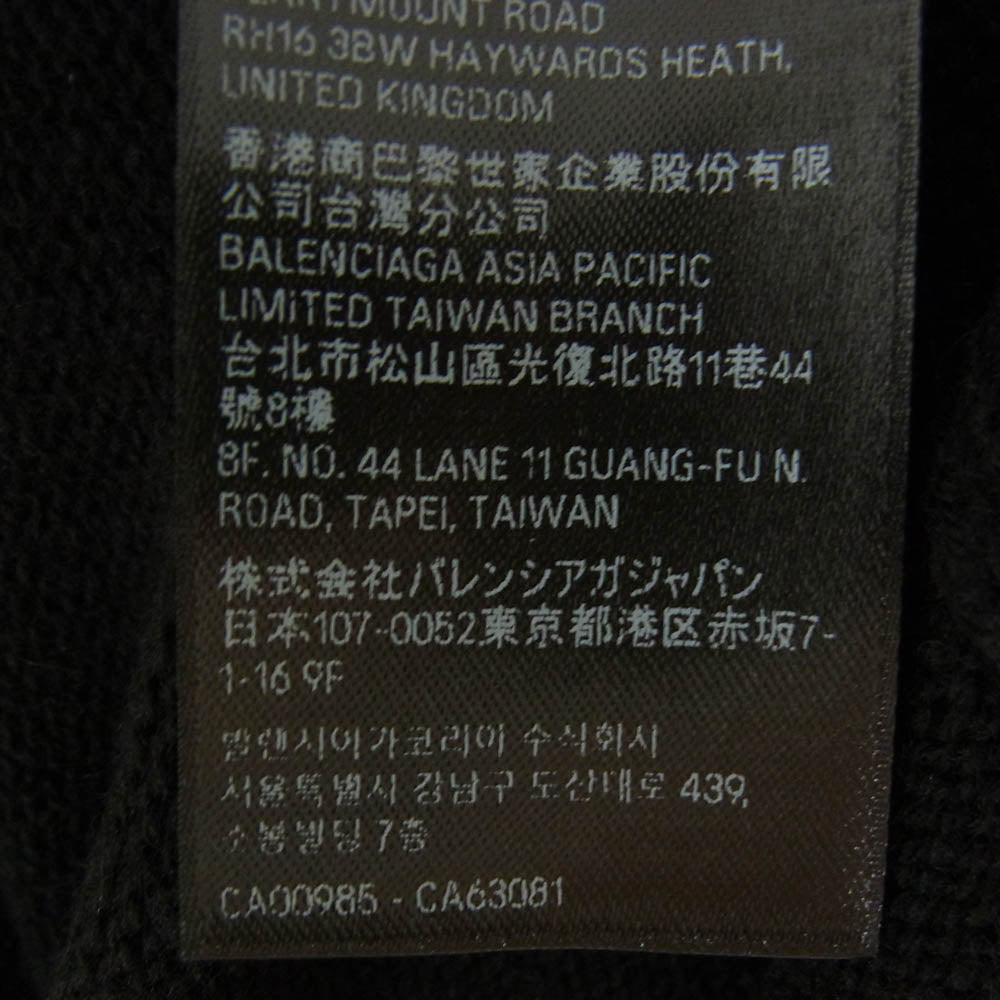 PERRYMOUNT ROAD
RH16 3BW HAYWARDS HEATH,
UNITED KINGDOM
香港商巴黎世家企業股份有限
公司台灣分公司
BALENCIAGA ASIA PACIFIC
LIMITED TAIWAN BRANCH
台北市松山區光復北路11巷44
號8樓
8F. NO. 44 LANE 11 GUANG-FU N.
ROAD, TAPEI, TAIWAN
株式会社バレンシアガジャパン
日本107-0052東京都港区赤坂7-
1-16 9F
발렌시아가코리아 주식회사
서울특별시 강남구 도산대로 439,
소봉빌딩 7층
CA00985 - CA63081